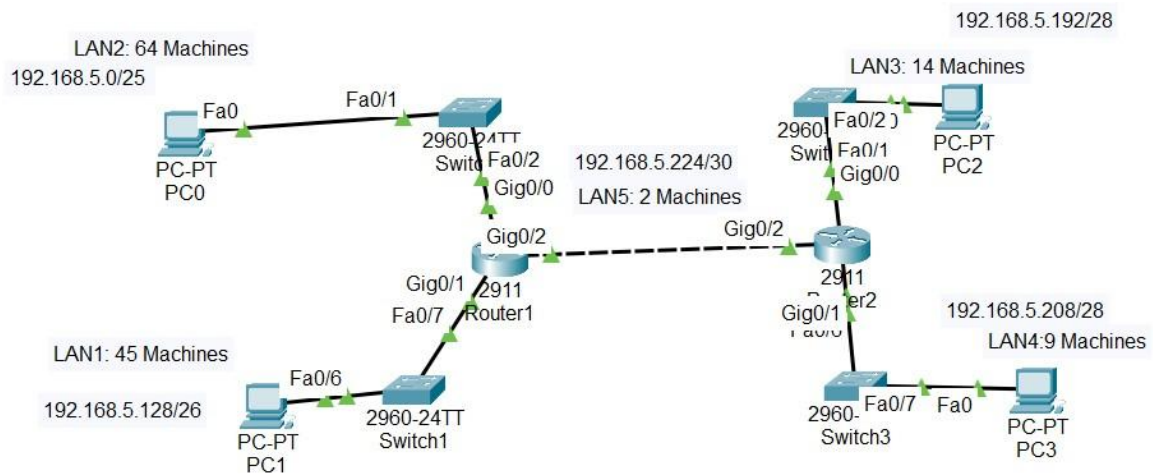 LAN2: 64 Machines
192.168.5.0/25
Fa0
Fa0/1
PC-PT
PC0
2960-24TT
Fa0/2
Gig0/0
192.168.5.224/30
LAN5: 2 Machines
192.168.5.192/28
LAN3: 14 Machines
Fa0/2
2960-
Fa0/1
Gig0/0
PC-PT
PC2
Gig0/2
Gig0/2
Gig0/1
2911
Router1
Fa0/7
2911
Gig0/1
192.168.5.208/28
LAN4:9 Machines
LAN1: 45 Machines
192.168.5.128/26
Fa0/6
PC-PT
PC1
2960-24TT
Switch1
2960-
Switch3
Fa0/7
Fa0
PC-PT
PC3